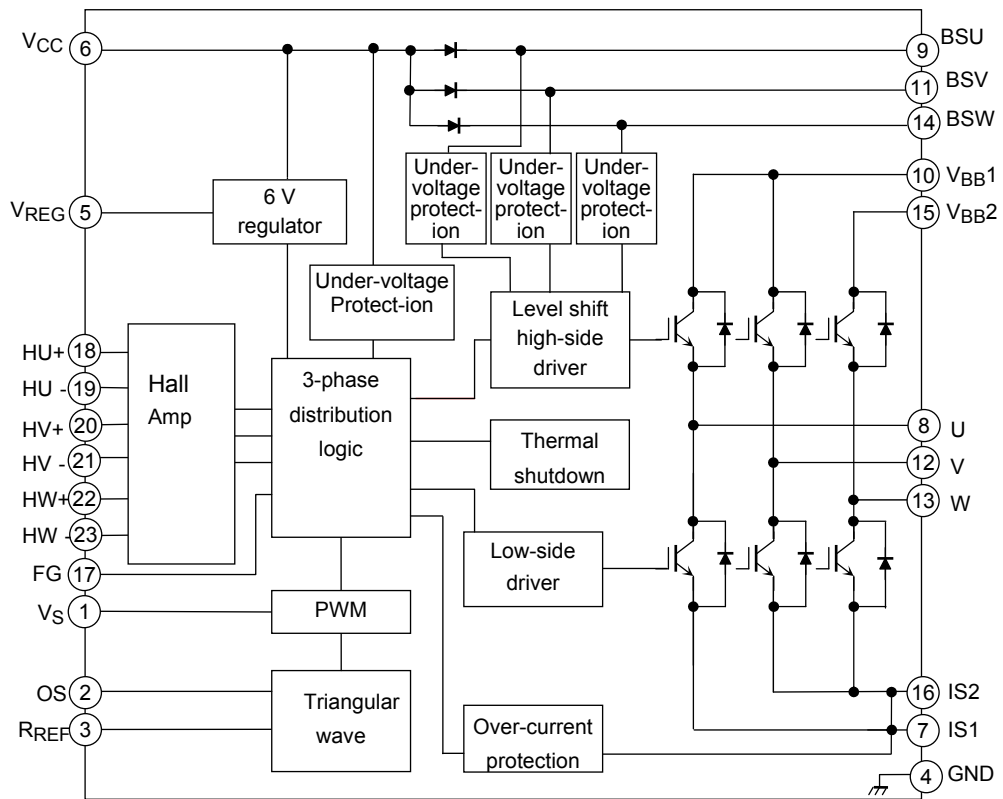 VCC
6
VREG
5
HU+
18
HU -
19
HV+
20
HV -
21
HW+
22
HW -
23
FG
17
VS
1
OS
2
RREF
3
6 V
regulator
Under-voltage
Protect-ion
Under-
voltage
protect-
ion
Under-
voltage
protect-
ion
Under-
voltage
protect-
ion
Hall
Amp
3-phase
distribution
logic
Level shift
high-side
driver
Thermal
shutdown
Low-side
driver
PWM
Triangular
wave
Over-current
protection
9
BSU
11
BSV
14
BSW
10
VBB1
15
VBB2
8
U
12
V
13
W
16
IS2
7
IS1
4
GND